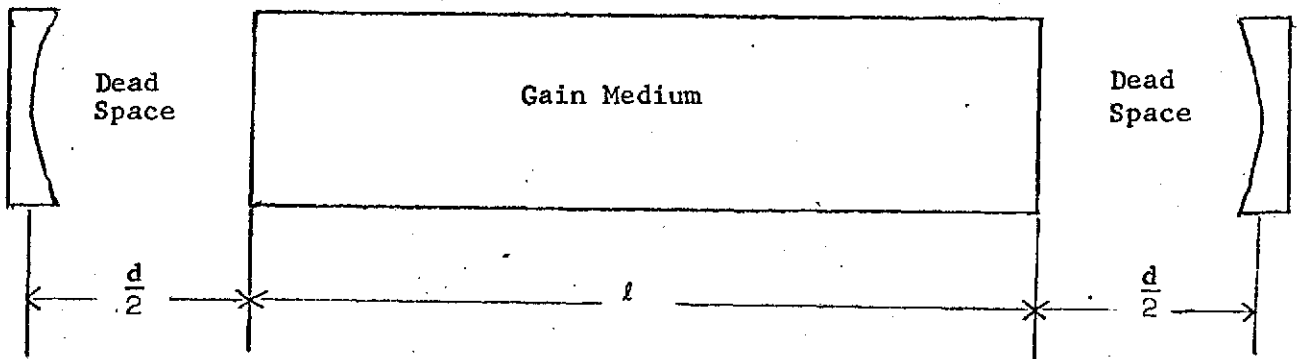 Dead
Space
Gain Medium
Dead
Space
d/2
ℓ
d/2